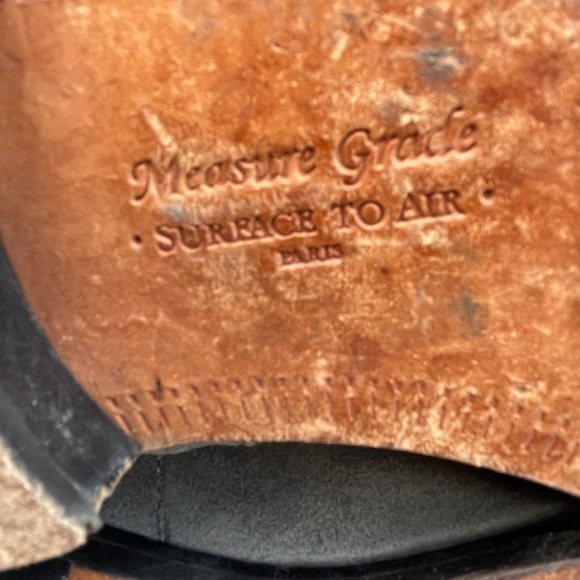 Measure Grade
• SURFACE TO AIR •
PARIS